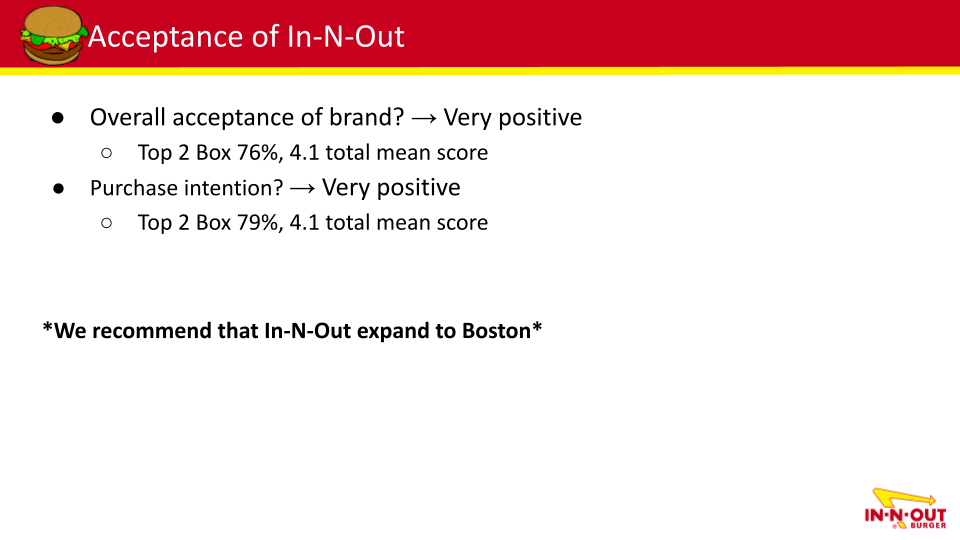 Acceptance of In-N-Out
● Overall acceptance of brand? → Very positive
○ Top 2 Box 76%, 4.1 total mean score
● Purchase intention? → Very positive
○ Top 2 Box 79%, 4.1 total mean score
*We recommend that In-N-Out expand to Boston*
IN-N-OUT
® BURGER